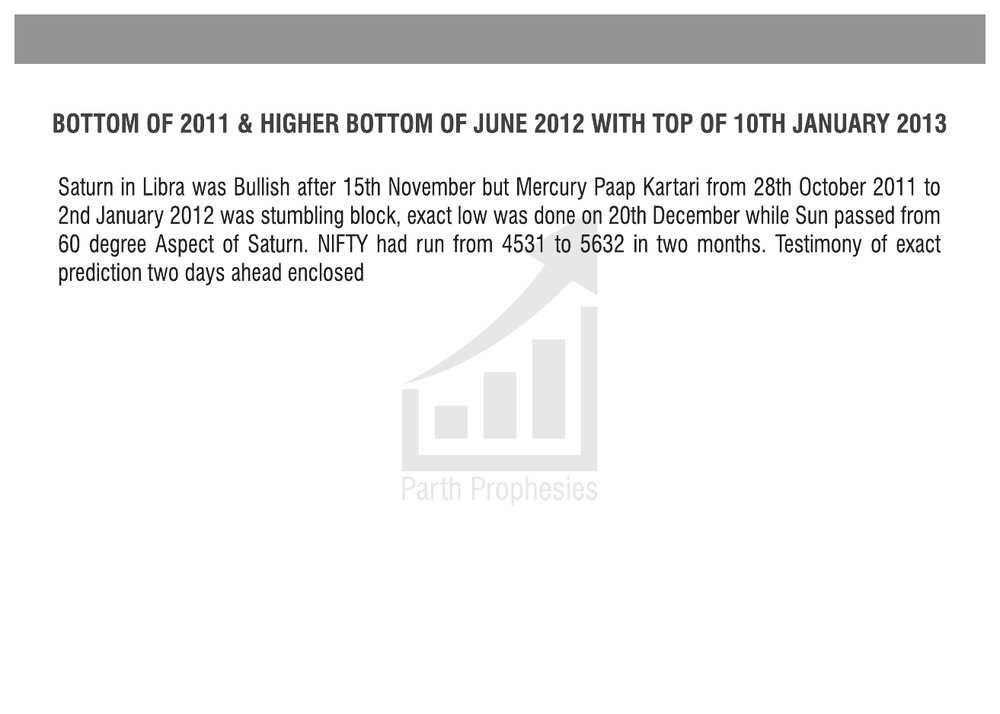 BOTTOM OF 2011 & HIGHER BOTTOM OF JUNE 2012 WITH TOP OF 10TH JANUARY 2013
Saturn in Libra was Bullish after 15th November but Mercury Paap Kartari from 28th October 2011 to
2nd January 2012 was stumbling block, exact low was done on 20th December while Sun passed from
60 degree Aspect of Saturn. NIFTY had run from 4531 to 5632 in two months. Testimony of exact
prediction two days ahead enclosed
Parth Prophesies